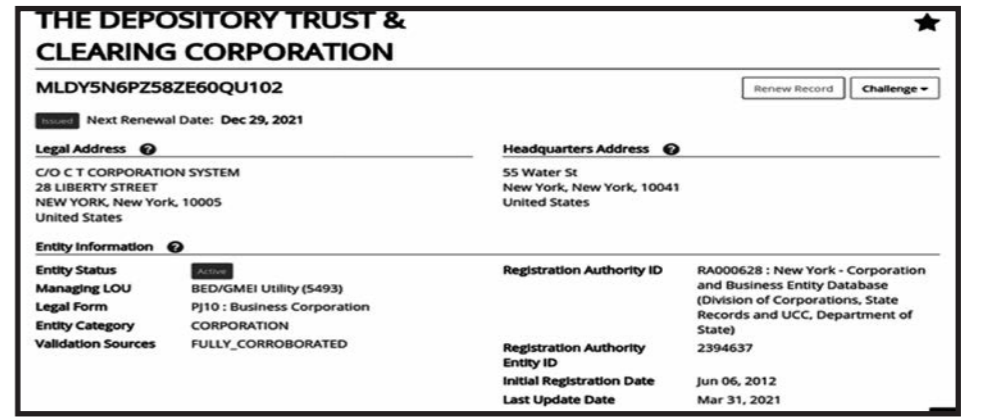 THE DEPOSITORY TRUST &
CLEARING CORPORATION
MLDY5N6PZ58ZE60QU102
Renew Record
Challenge
Issued Next Renewal Date: Dec 29, 2021
Legal Address
C/O C T CORPORATION SYSTEM
28 LIBERTY STREET
NEW YORK, New York, 10005
United States
Headquarters Address
55 Water St
New York, New York, 10041
United States
Entity Information
Entity Status Active
Managing LOU BED/GMEI Utility (5493)
Legal Form PJ10 : Business Corporation
Entity Category CORPORATION
Validation Sources FULLY_CORROBORATED
Registration Authority ID RA000628 : New York - Corporation
and Business Entity Database
(Division of Corporations, State
Records and UCC, Department of
State)
Registration Authority 2394637
Entity ID
Initial Registration Date Jun 06, 2012
Last Update Date Mar 31, 2021